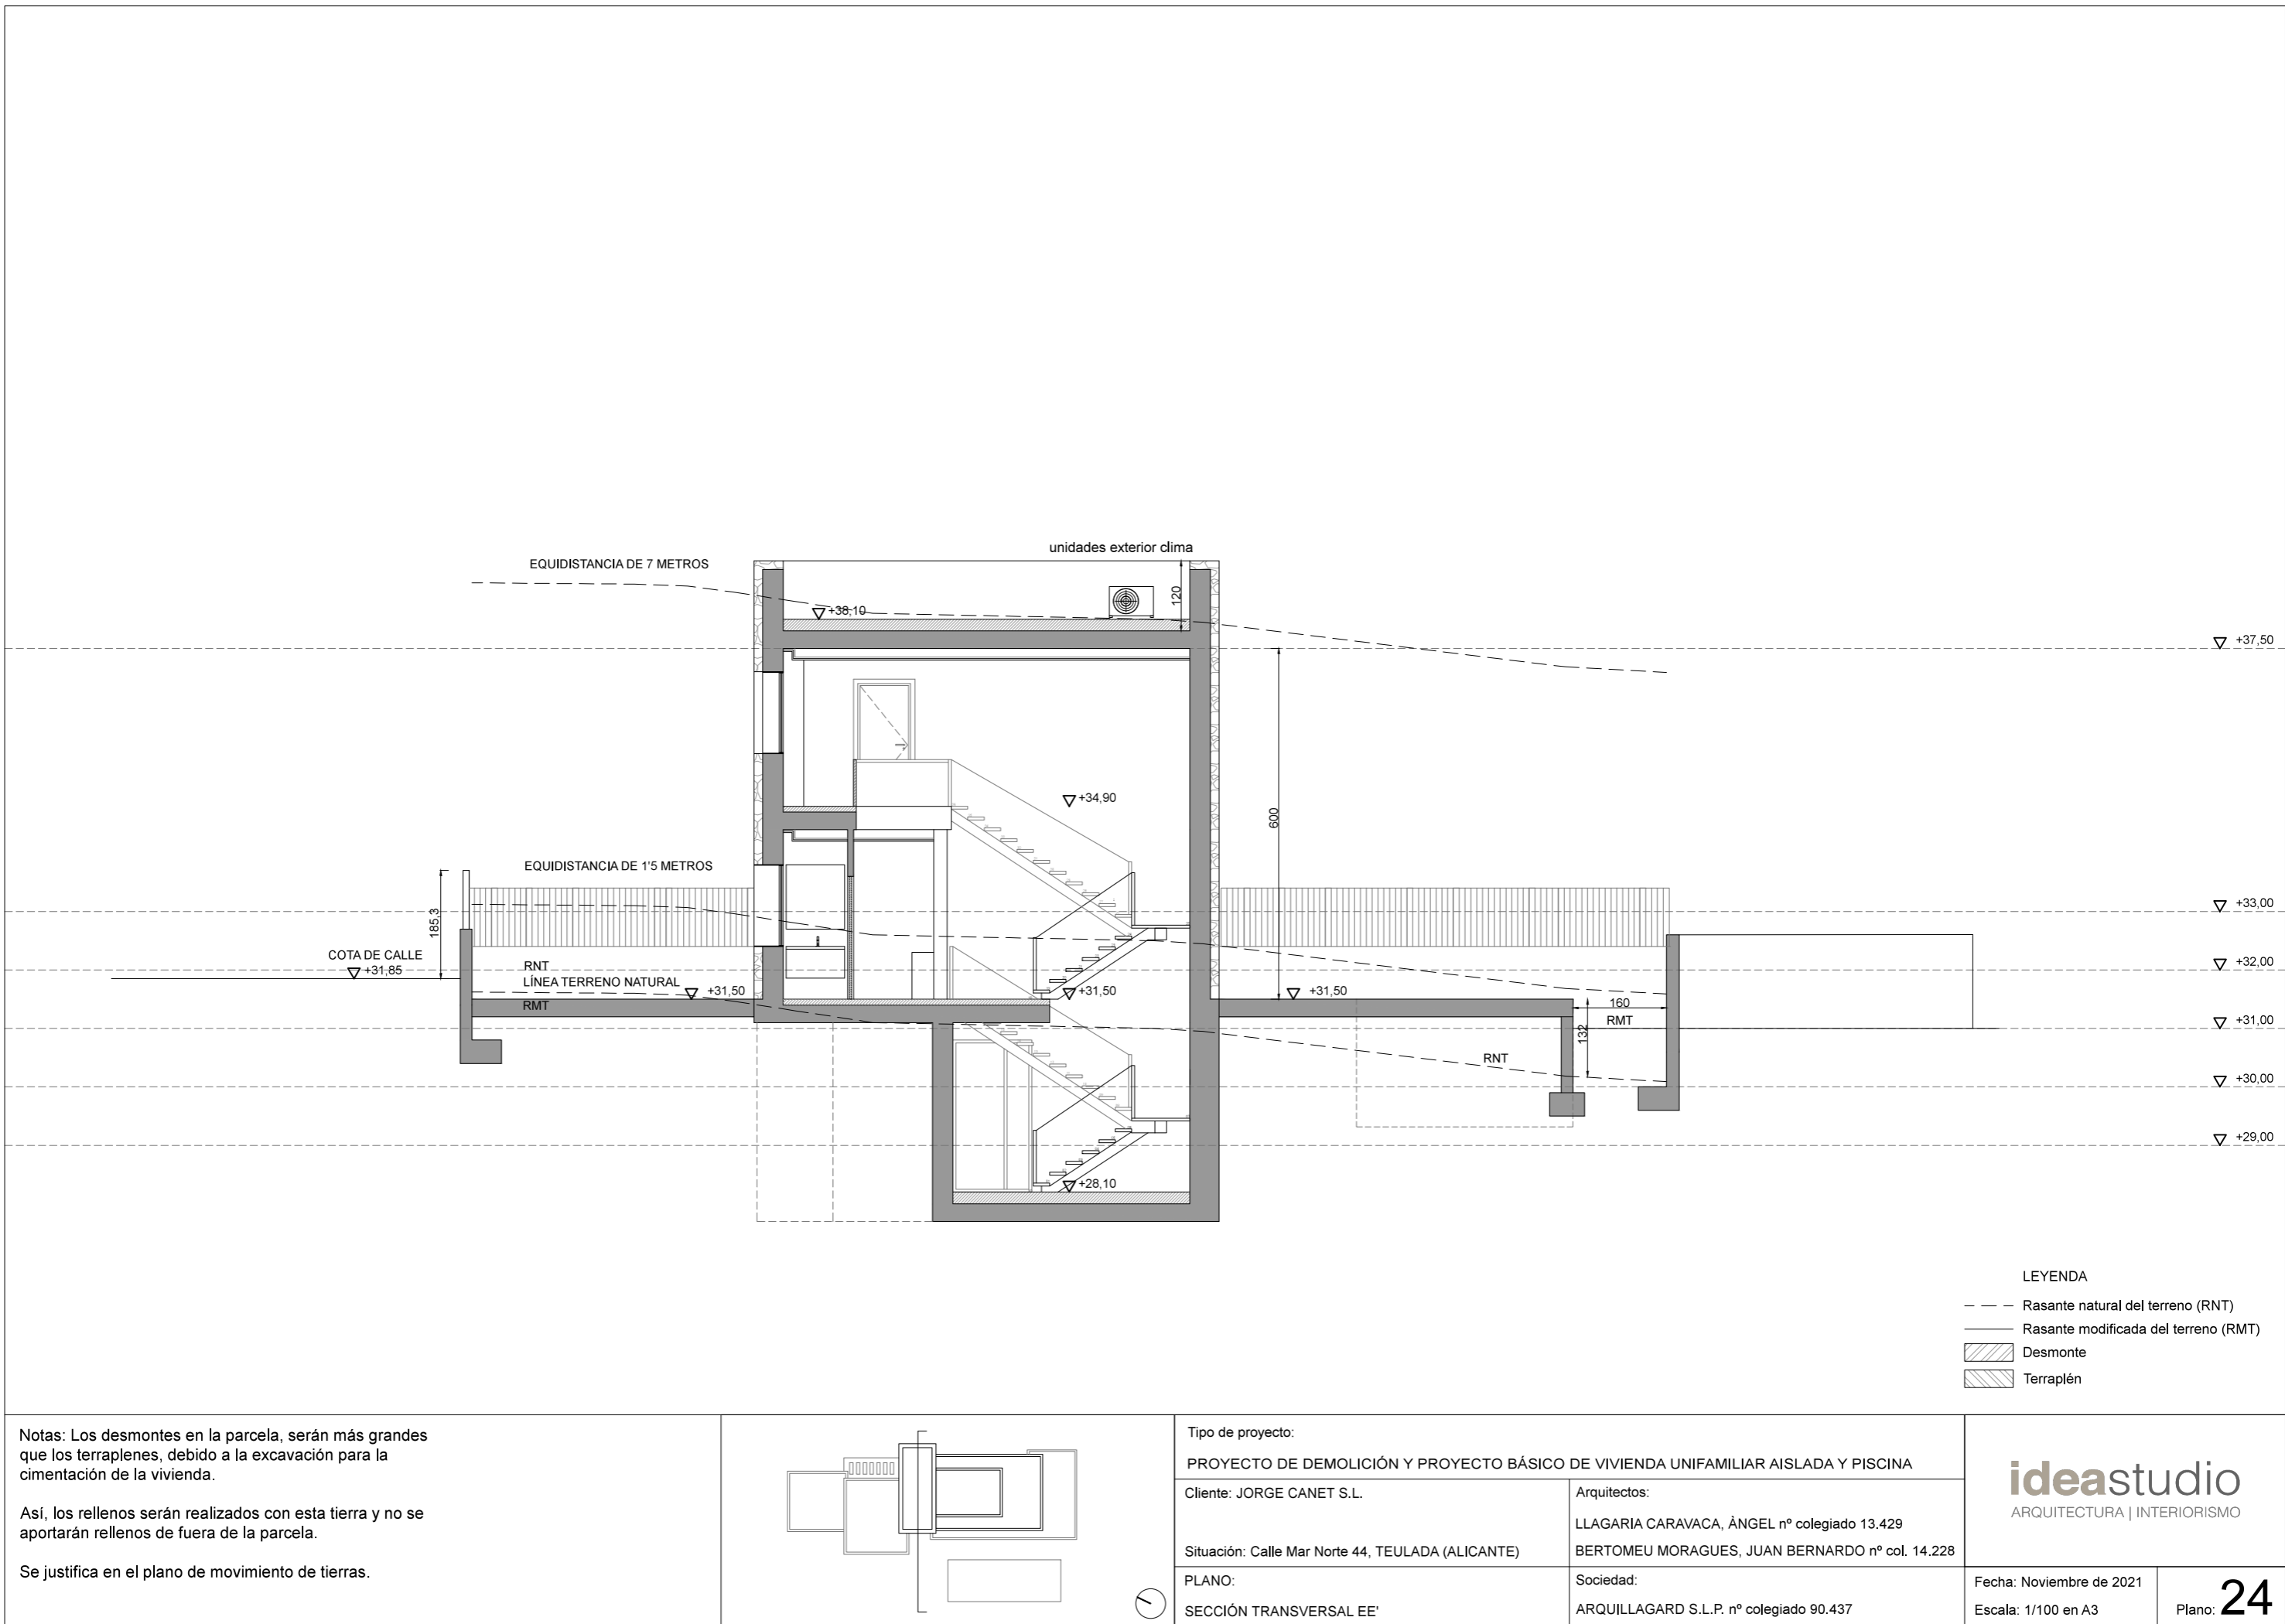 unidades exterior clima
EQUIDISTANCIA DE 7 METROS
120
+38,10
+37,50
+34,90
600
EQUIDISTANCIA DE 1'5 METROS
185,3
+33,00
COTA DE CALLE
+31,85
RNT
LÍNEA TERRENO NATURAL
+32,00
+31,50
+31,50
+31,50
RMT
160
RMT
132
+31,00
RNT
+30,00
+29,00
+28,10
LEYENDA
Rasante natural del terreno (RNT)
Rasante modificada del terreno (RMT)
Desmonte
Terraplén
Notas: Los desmontes en la parcela, serán más grandes
que los terraplenes, debido a la excavación para la
cimentación de la vivienda.
Así, los rellenos serán realizados con esta tierra y no se
aportarán rellenos de fuera de la parcela.
Se justifica en el plano de movimiento de tierras.
Tipo de proyecto:
PROYECTO DE DEMOLICIÓN Y PROYECTO BÁSICO DE VIVIENDA UNIFAMILIAR AISLADA Y PISCINA
Cliente: JORGE CANET S.L.
Situación: Calle Mar Norte 44, TEULADA (ALICANTE)
Arquitectos:
LLAGARIA CARAVACA, ÀNGEL nº colegiado 13.429
BERTOMEU MORAGUES, JUAN BERNARDO nº col. 14.228
PLANO:
SECCIÓN TRANSVERSAL EE'
Sociedad:
ARQUILLAGARD S.L.P. nº colegiado 90.437
ideastudio
ARQUITECTURA | INTERIORISMO
Fecha: Noviembre de 2021
Escala: 1/100 en A3
Plano: 24